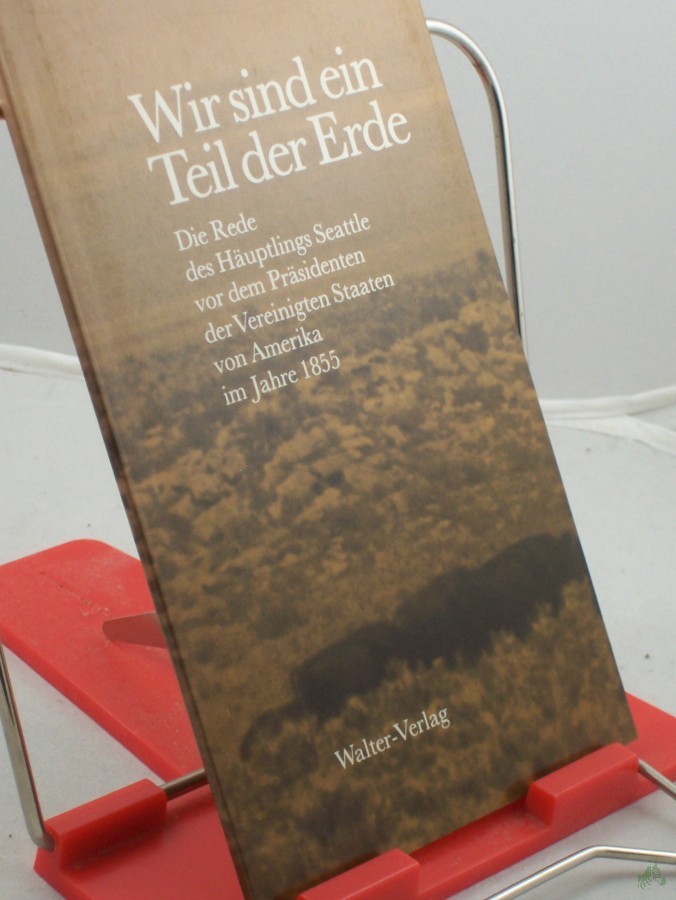 Wir sind ein
Teil der Erde
Die Rede
des Häuptlings Seattle
vor dem Präsidenten
der Vereinigten Staaten
von Amerika
im Jahre 1855
Walter-Verlag